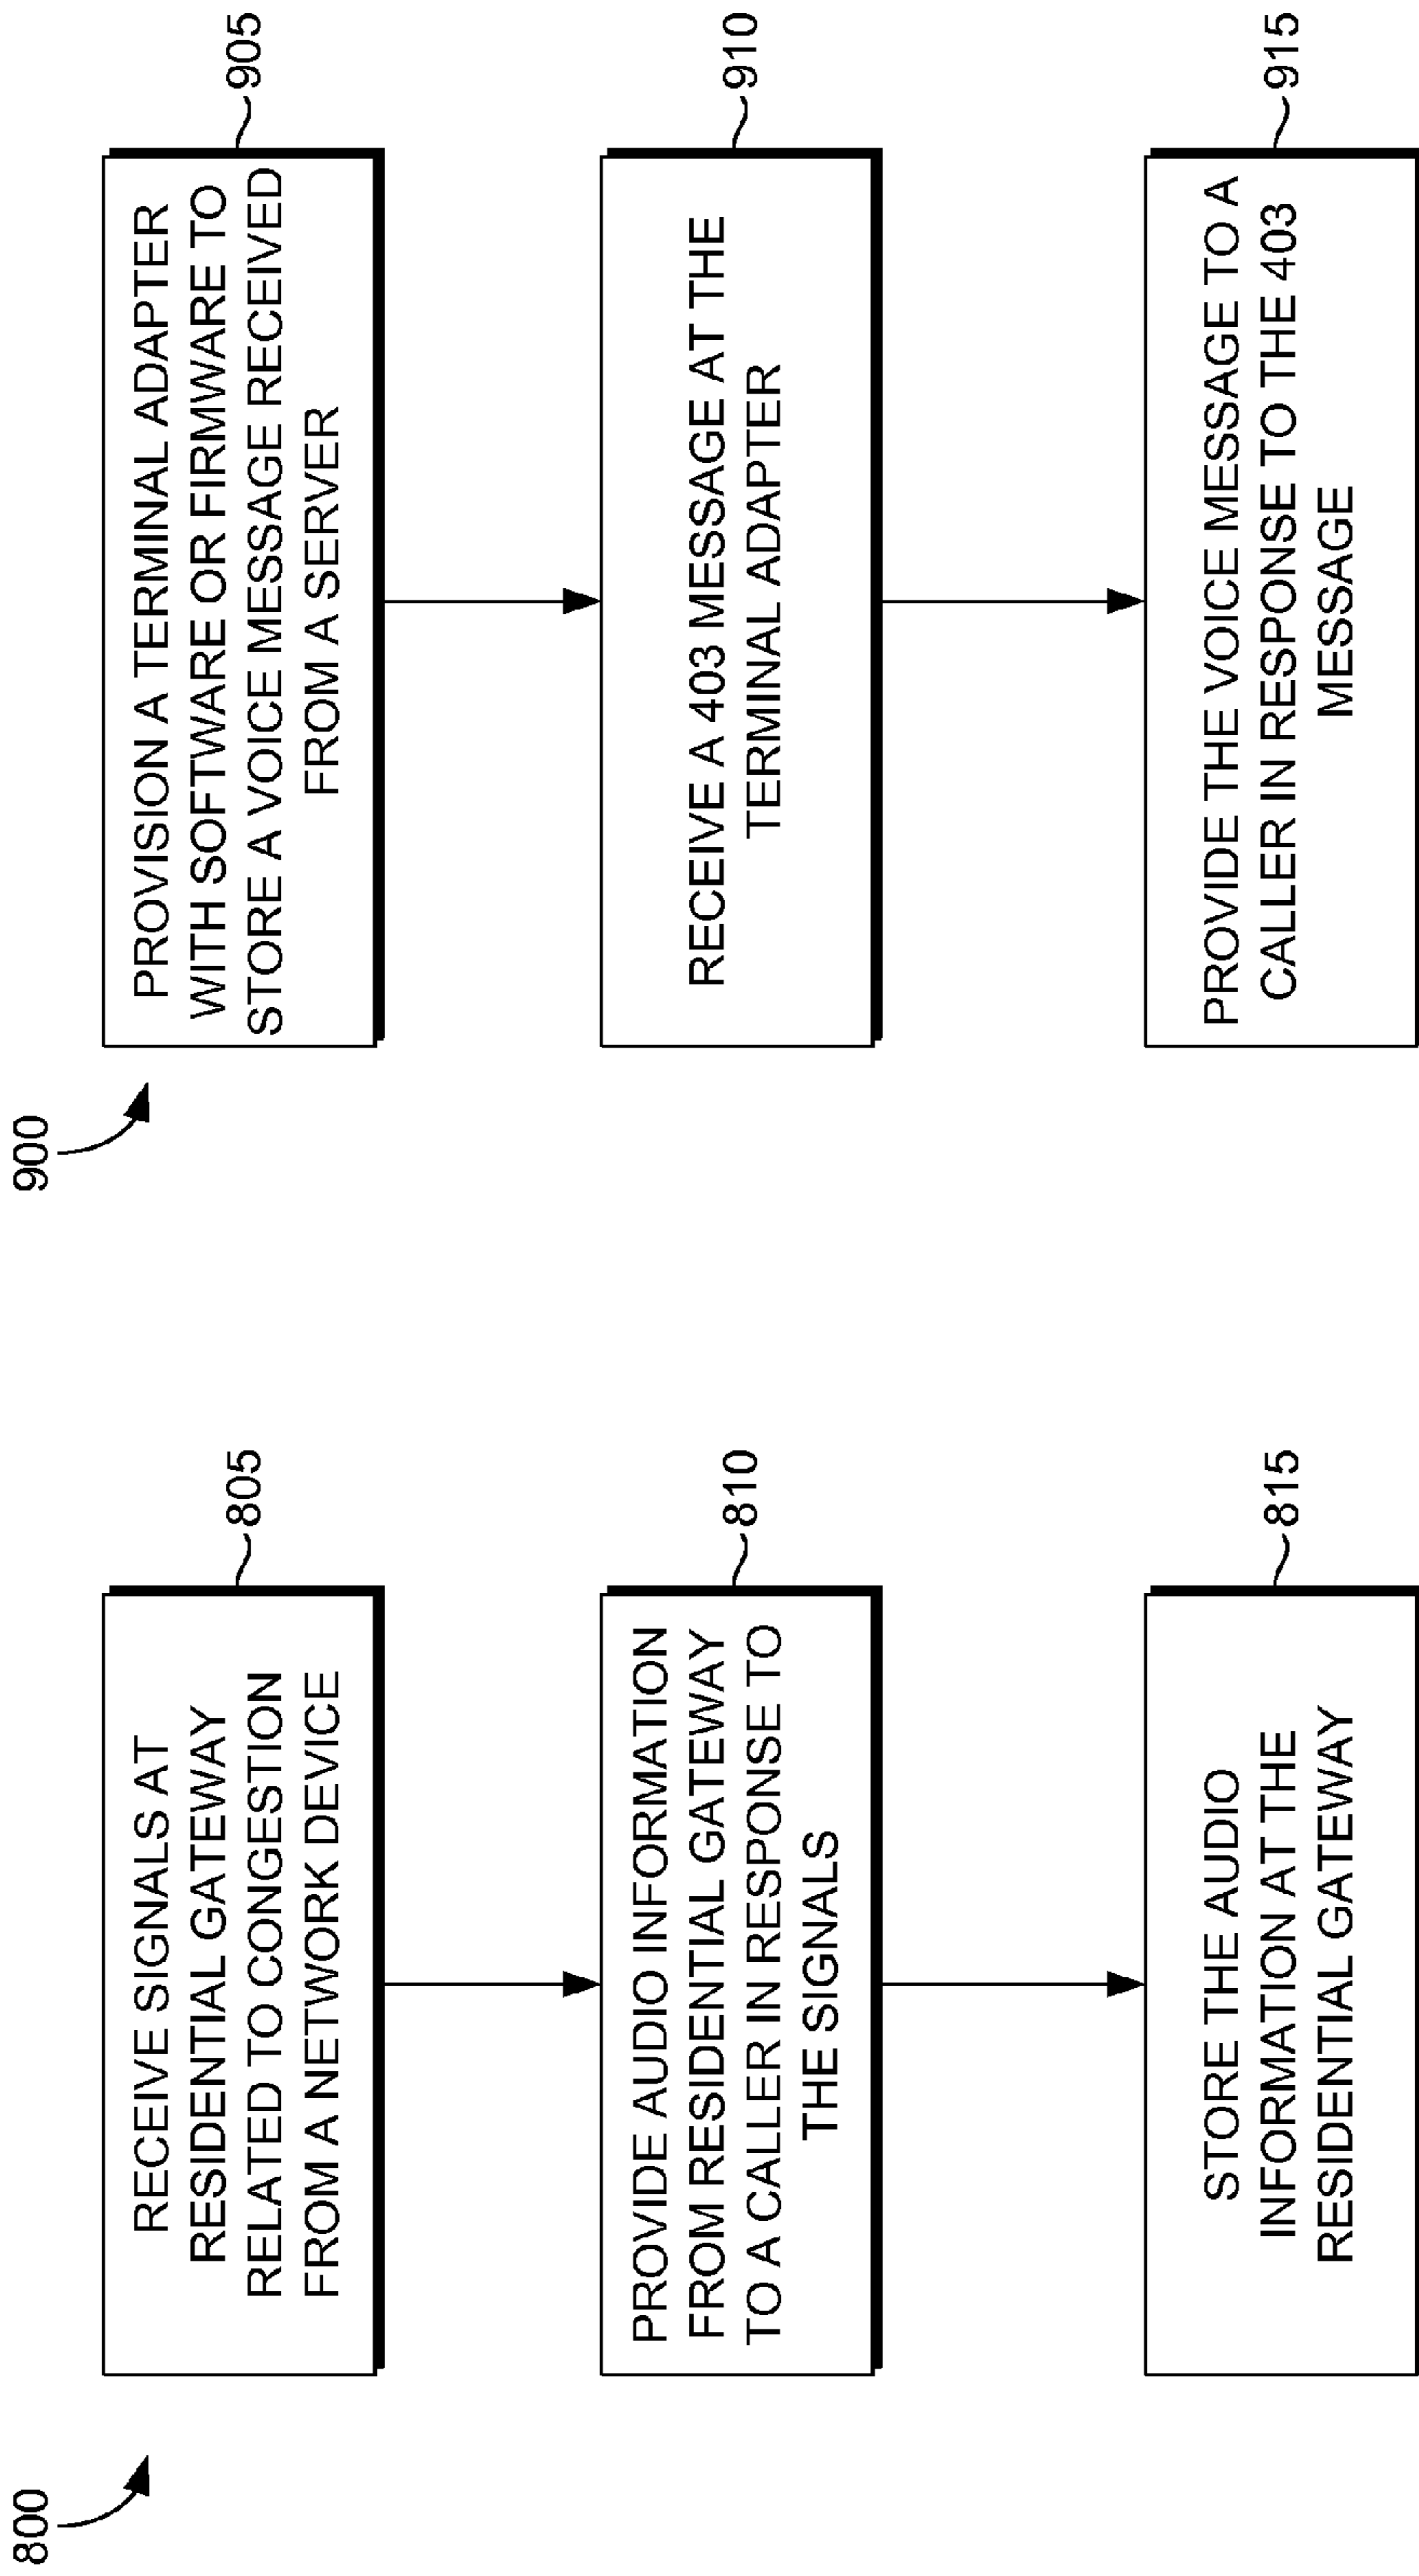 800
RECEIVE SIGNALS AT
RESIDENTIAL GATEWAY
RELATED TO CONGESTION
FROM A NETWORK DEVICE
805
PROVIDE AUDIO INFORMATION
FROM RESIDENTIAL GATEWAY
TO A CALLER IN RESPONSE TO
THE SIGNALS
810
STORE THE AUDIO
INFORMATION AT THE
RESIDENTIAL GATEWAY
815
900
PROVISION A TERMINAL ADAPTER
WITH SOFTWARE OR FIRMWARE TO
STORE A VOICE MESSAGE RECEIVED
FROM A SERVER
905
RECEIVE A 403 MESSAGE AT THE
TERMINAL ADAPTER
910
PROVIDE THE VOICE MESSAGE TO A
CALLER IN RESPONSE TO THE 403
MESSAGE
915